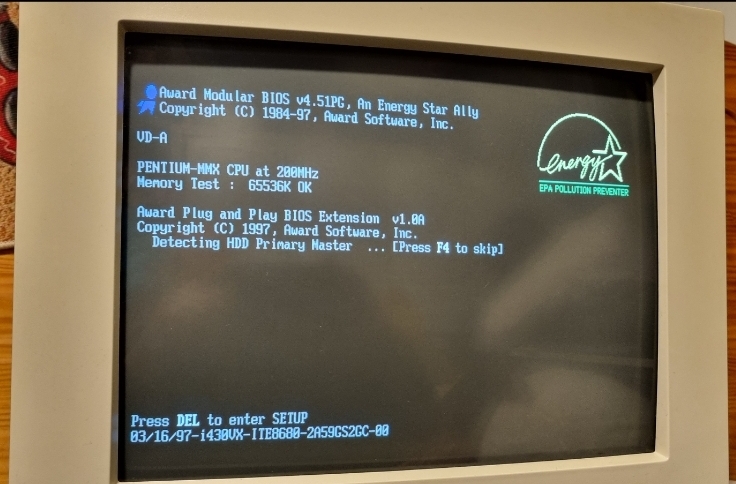 Award Modular BIOS v4.51PG, An Energy Star Ally
Copyright (C) 1984-97, Award Software, Inc.
VD-A
PENTIUM-MMX CPU at 200MHz
Memory Test : 65536K OK
energy
EPA POLLUTION PREVENTER
Award Plug and Play BIOS Extension v1.0A
Copyright (C) 1997, Award Software, Inc.
Detecting HDD Primary Master ... [Press F4 to skip]
Press DEL to enter SETUP
03/16/97-i430VX-ITE8680-2A59GS2GC-00